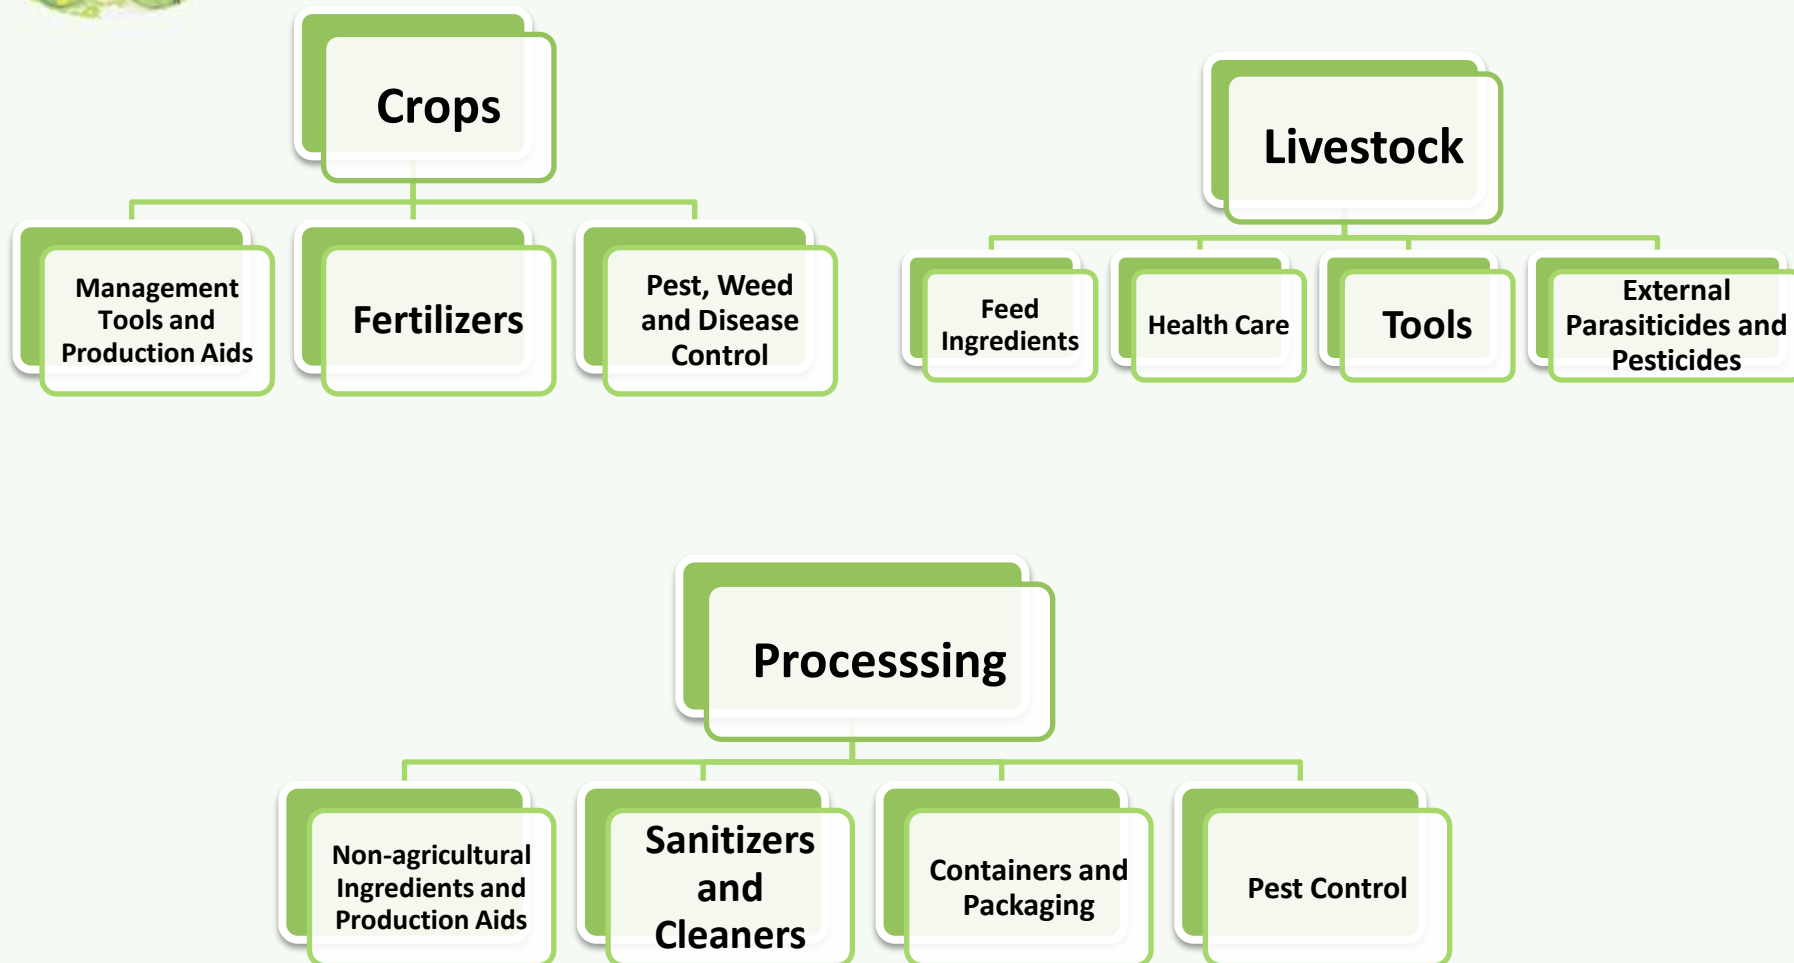 Crops
Management
Tools and
Production Aids
Fertilizers
Pest, Weed
and Disease
Control
Livestock
Feed
Ingredients
Health Care
Tools
External
Parasiticides and
Pesticides
Processsing
Non-agricultural
Ingredients and
Production Aids
Sanitizers
and
Cleaners
Containers and
Packaging
Pest Control